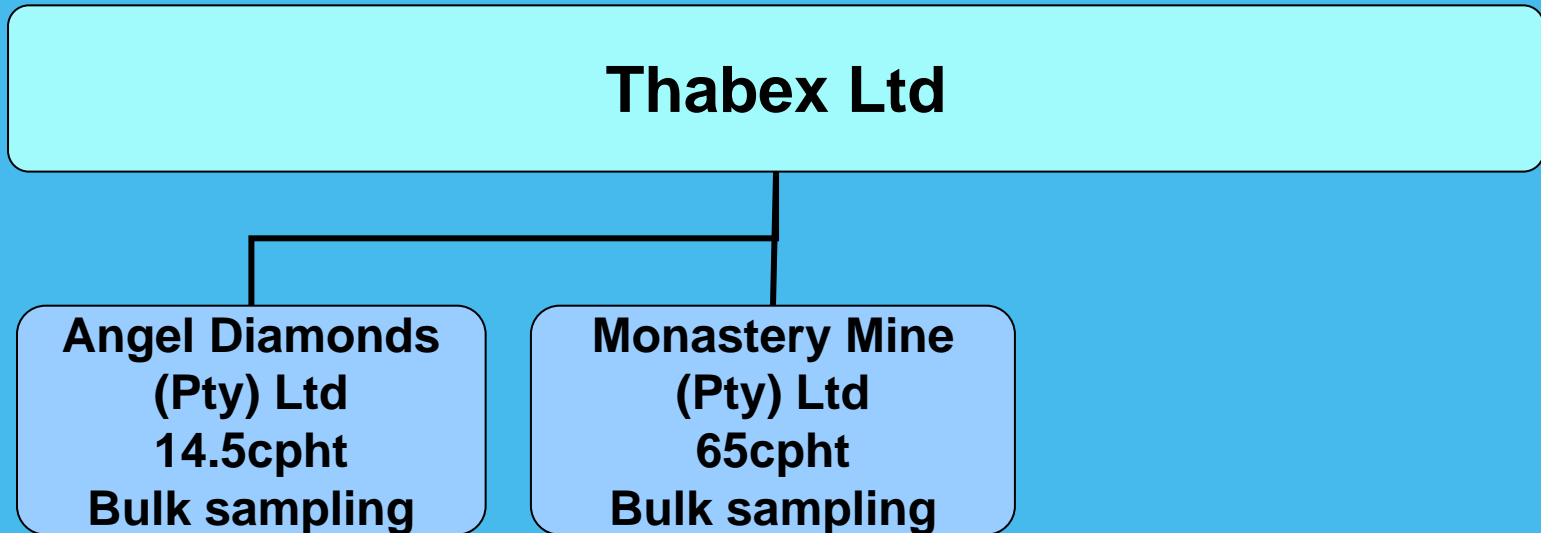 Thabex Ltd
Angel Diamonds
(Pty) Ltd
14.5cpht
Bulk sampling
Monastery Mine
(Pty) Ltd
65cpht
Bulk sampling